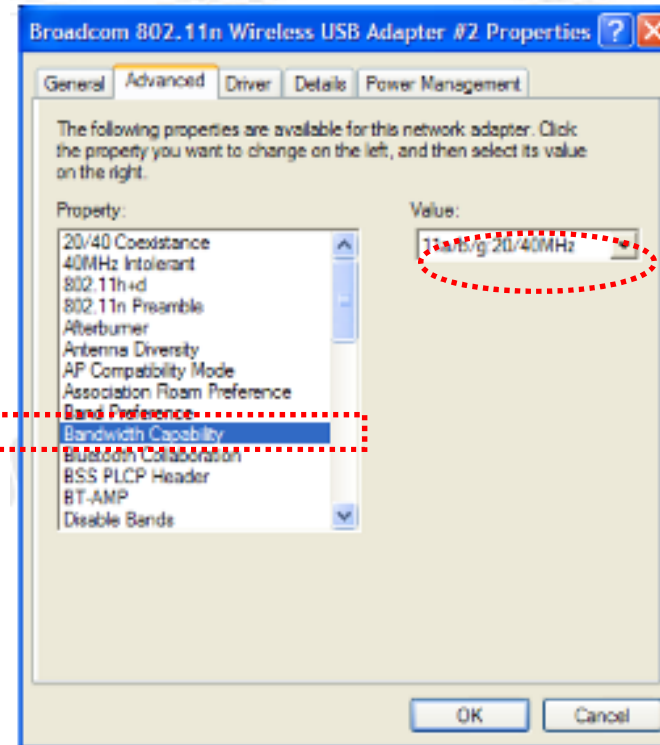 Broadcom 802.11n Wireless USB Adapter #2 Properties
General Advanced Driver Details Power Management
The following properties are available for this network adapter. Click
the property you want to change on the left, and then select its value
on the right.
Property:
Value:
20/40 Coexistance
11a/b/g:20/40MHz
40MHz Intolerant
802.11h+d
802.11n Preamble
Afterburner
Antenna Diversity
AP Compatibility Mode
Association Roam Preference
Band Preference
Bandwidth Capability
Bluetooth Collaboration
BSS PLCP Header
BT-AMP
Disable Bands
OK Cancel